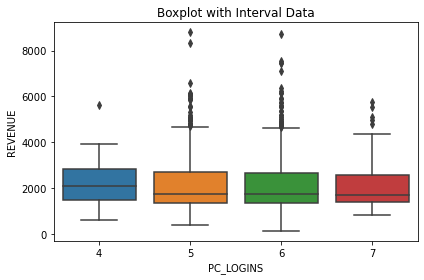 Boxplot with Interval Data
8000
6000
4000
2000
0
REVENUE
4 5 6 7
PC_LOGINS